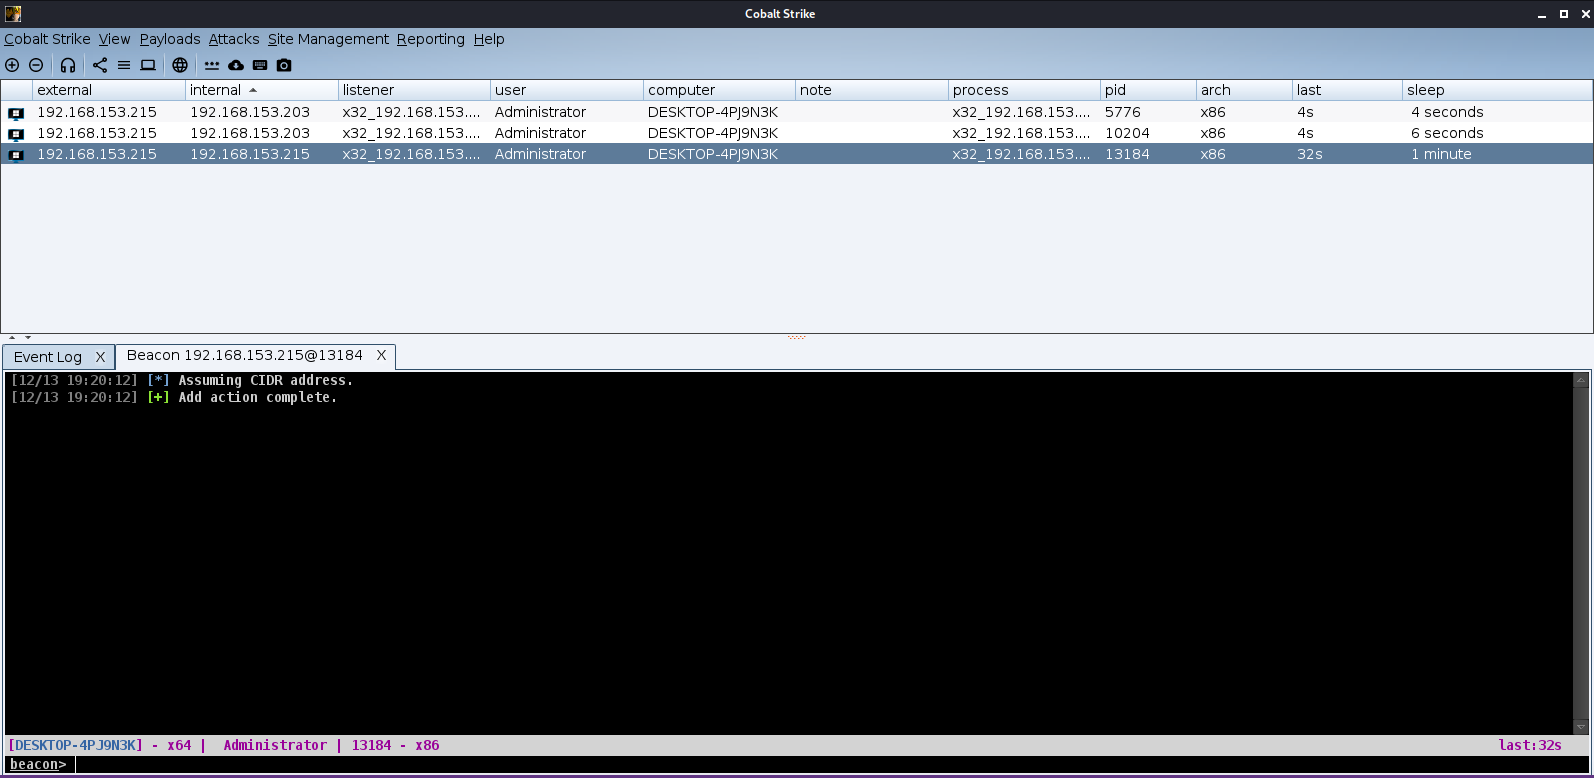 Cobalt Strike
Cobalt Strike View Payloads Attacks Site Management Reporting Help
external internal listener user computer note process pid arch last sleep
192.168.153.215 192.168.153.203 x32_192.168.153.... Administrator DESKTOP-4PJ9N3K x32_192.168.153.... 5776 x86 4s 4 seconds
192.168.153.215 192.168.153.203 x32_192.168.153.... Administrator DESKTOP-4PJ9N3K x32_192.168.153.... 10204 x86 4s 6 seconds
192.168.153.215 192.168.153.215 x32_192.168.153.... Administrator DESKTOP-4PJ9N3K x32_192.168.153.... 13184 x86 32s 1 minute
Event Log X Beacon 192.168.153.215@13184 X
[12/13 19:20:12] [*] Assuming CIDR address.
[12/13 19:20:12] [+] Add action complete.
[DESKTOP-4PJ9N3K] - x64 | Administrator | 13184 - x86 last:32s
beacon>